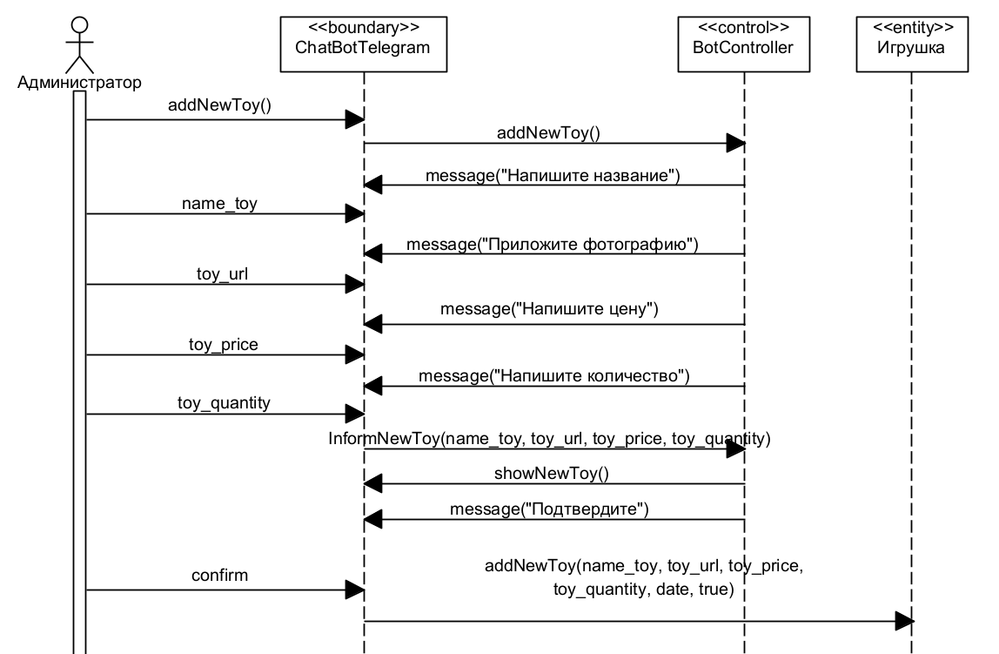 <<boundary>>
ChatBotTelegram
<<control>>
BotController
<<entity>>
Игрушка
Администратор
addNewToy()
addNewToy()
message("Напишите название")
name_toy
message("Приложите фотографию")
toy_url
message("Напишите цену")
toy_price
message("Напишите количество")
toy_quantity
InformNewToy(name_toy, toy_url, toy_price, toy_quantity)
showNewToy()
message("Подтвердите")
confirm
addNewToy(name_toy, toy_url, toy_price,
toy_quantity, date, true)